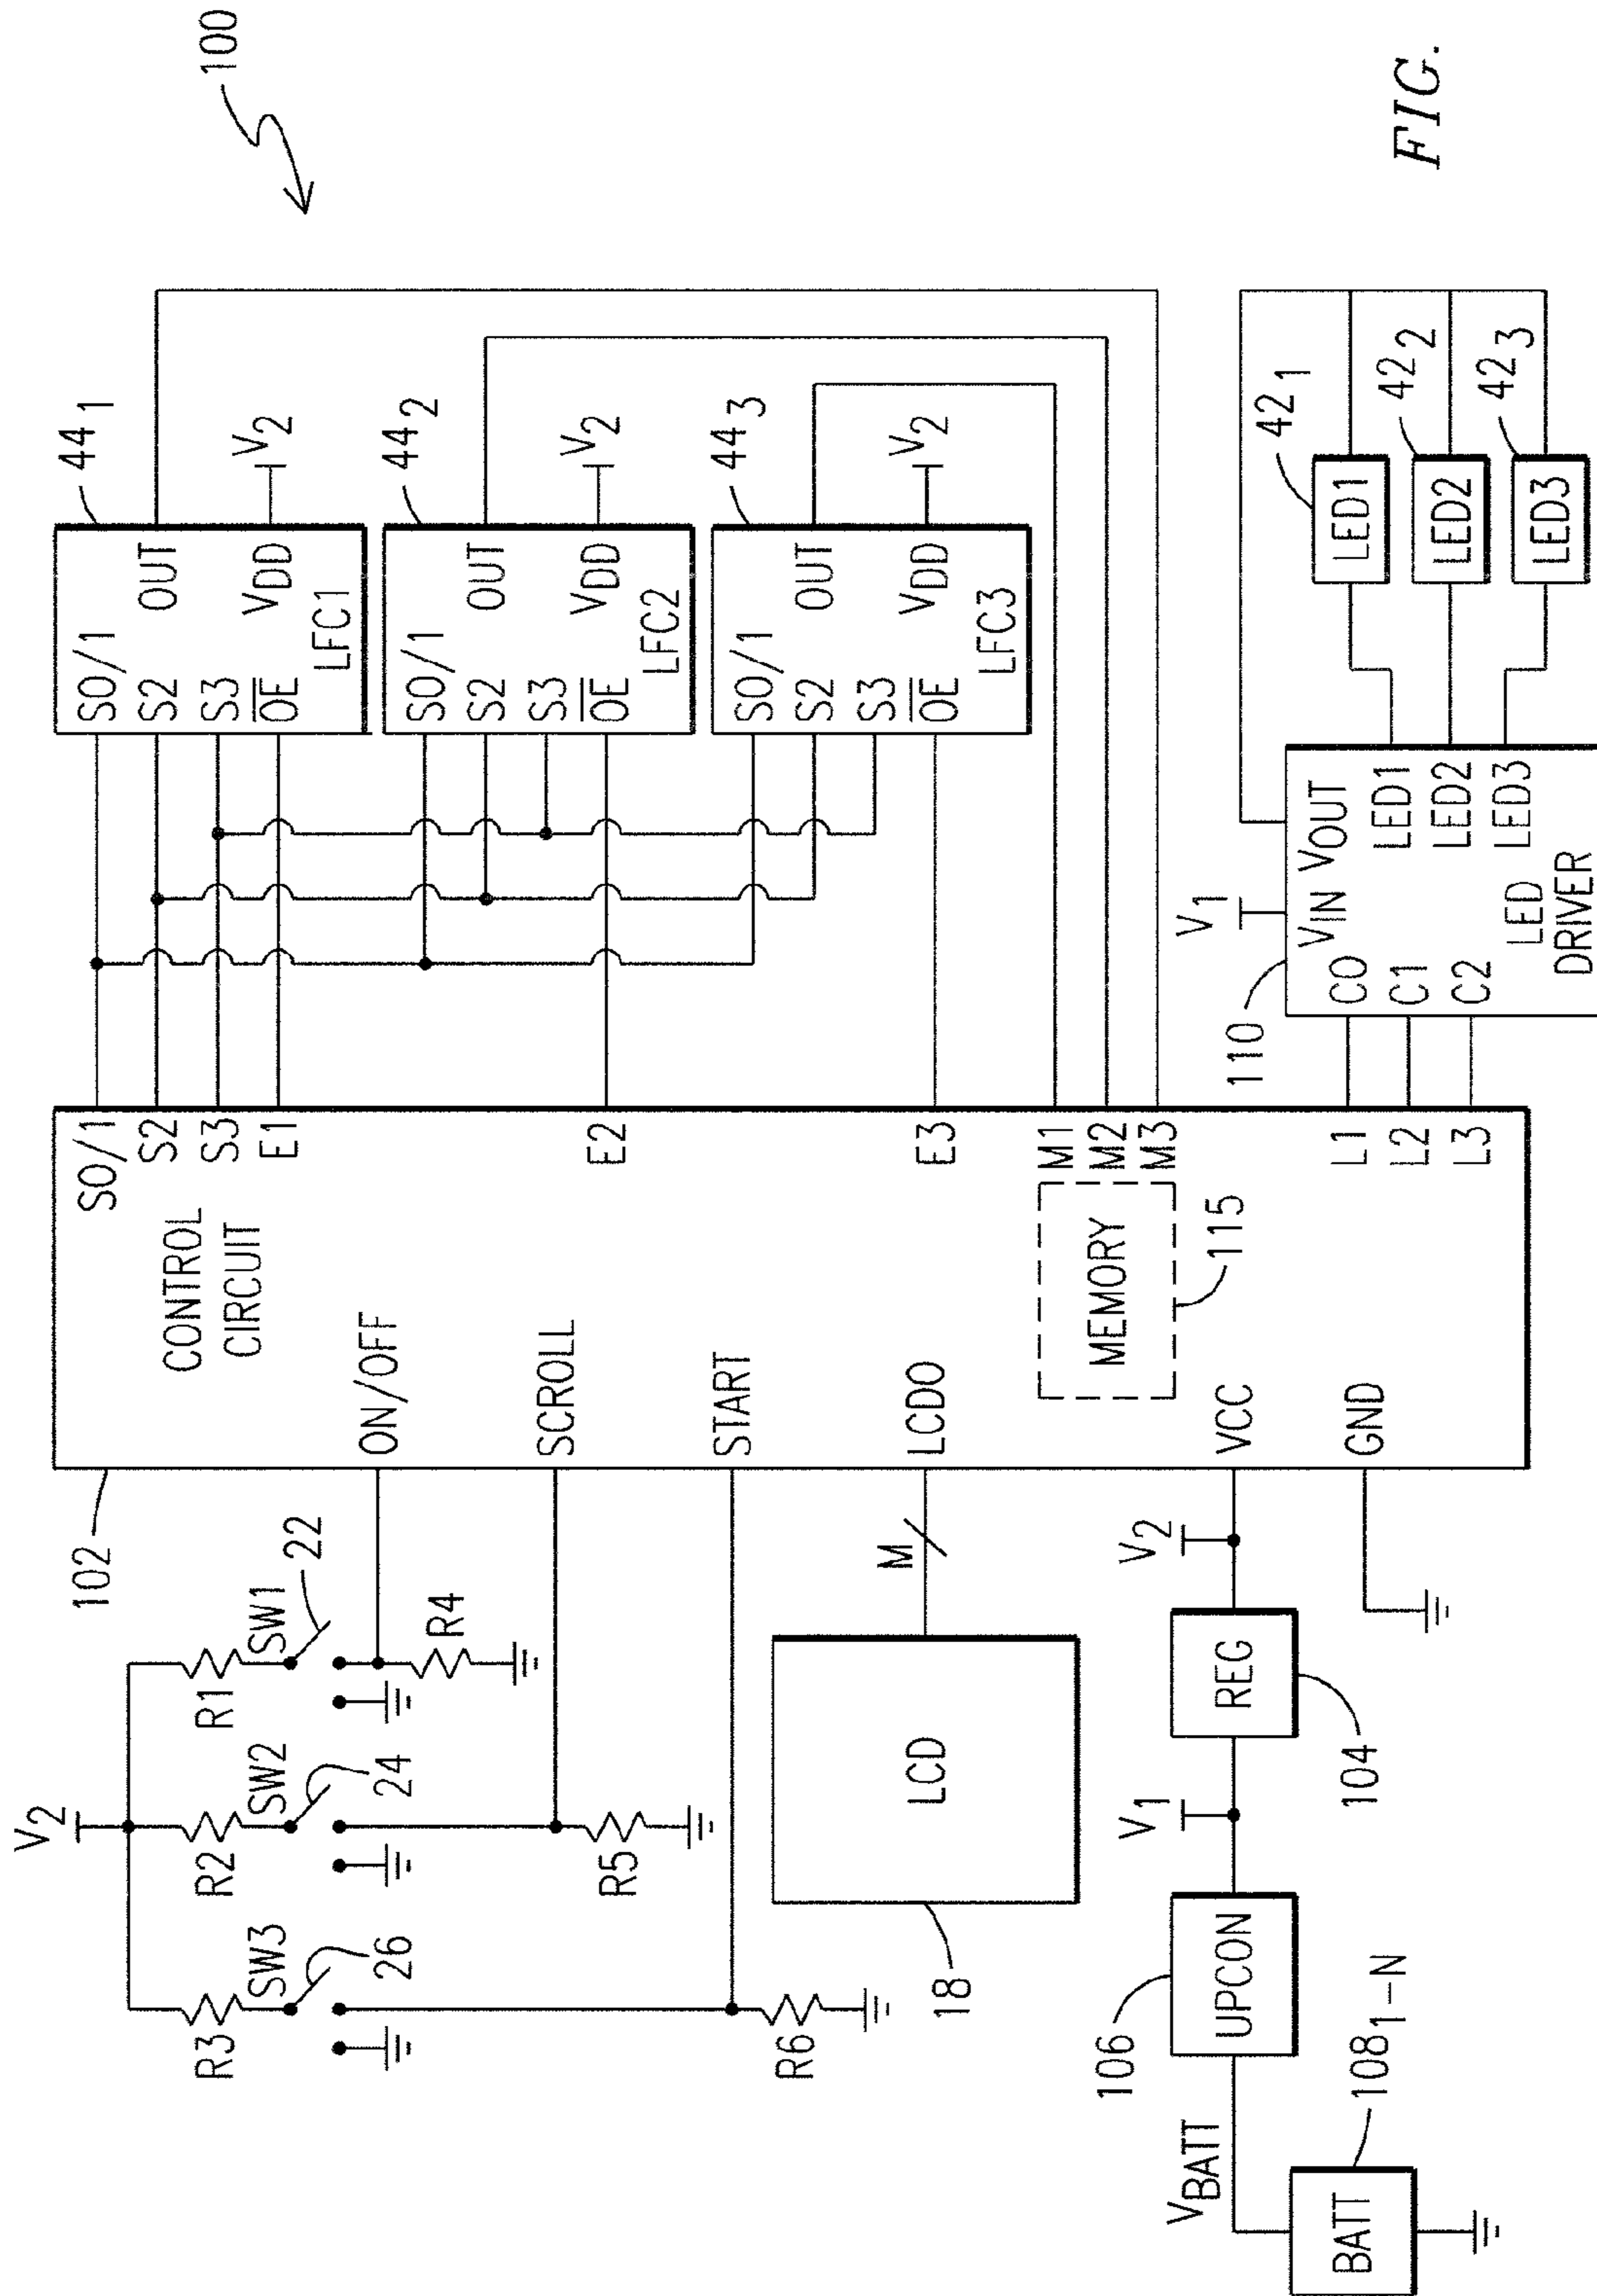 100
V2
R3
R2
R1
SW3
SW2
SW1
26
24
22
R4
R5
R6
102
CONTROL
CIRCUIT
ON/OFF
SCROLL
START
LCDO
VCC
GND
MEMORY
115
S0/1
S2
S3
E1
E2
E3
M1
M2
M3
L1
L2
L3
44 1
S0/1
S2 OUT
S3
OE VDD
LFC1
V2
44 2
S0/1
S2 OUT
S3
OE VDD
LFC2
V2
44 3
S0/1
S2 OUT
S3
OE VDD
LFC3
V2
LCD
18
M
BATT
108 1-N
VBATT
UPCON
106
V1
REG
104
V2
110
V1
VIN VOUT
C0
C1
C2
LED1
LED2
LED3
LED
DRIVER
LED1
42 1
LED2
42 2
LED3
42 3
FIG.